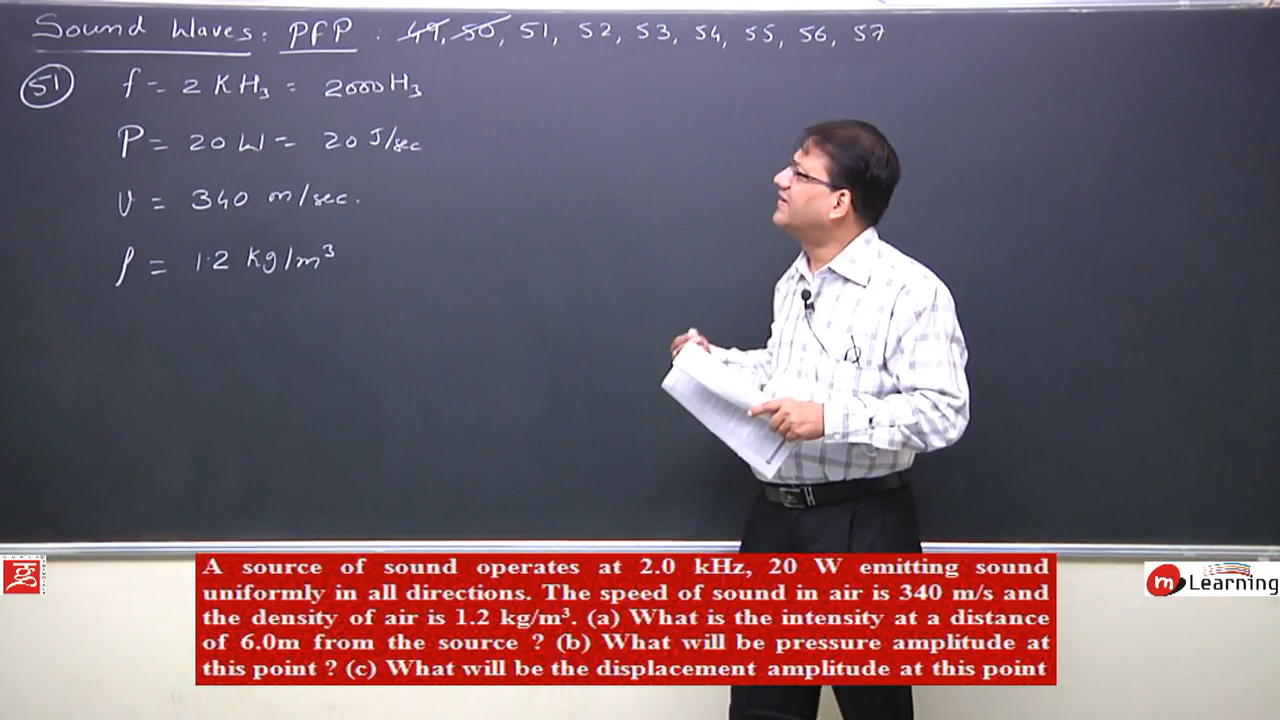 Sound Waves: PFP : 49, 50, 51, 52, 53, 54, 55, 56, 57
51 f = 2 KHz = 2000Hz
P = 20 W = 20 J/sec
v = 340 m/sec.
ρ = 1.2 kg/m³
A source of sound operates at 2.0 kHz, 20 W emitting sound
uniformly in all directions. The speed of sound in air is 340 m/s and
the density of air is 1.2 kg/m³. (a) What is the intensity at a distance
of 6.0m from the source ? (b) What will be pressure amplitude at
this point ? (c) What will be the displacement amplitude at this point
m Learning